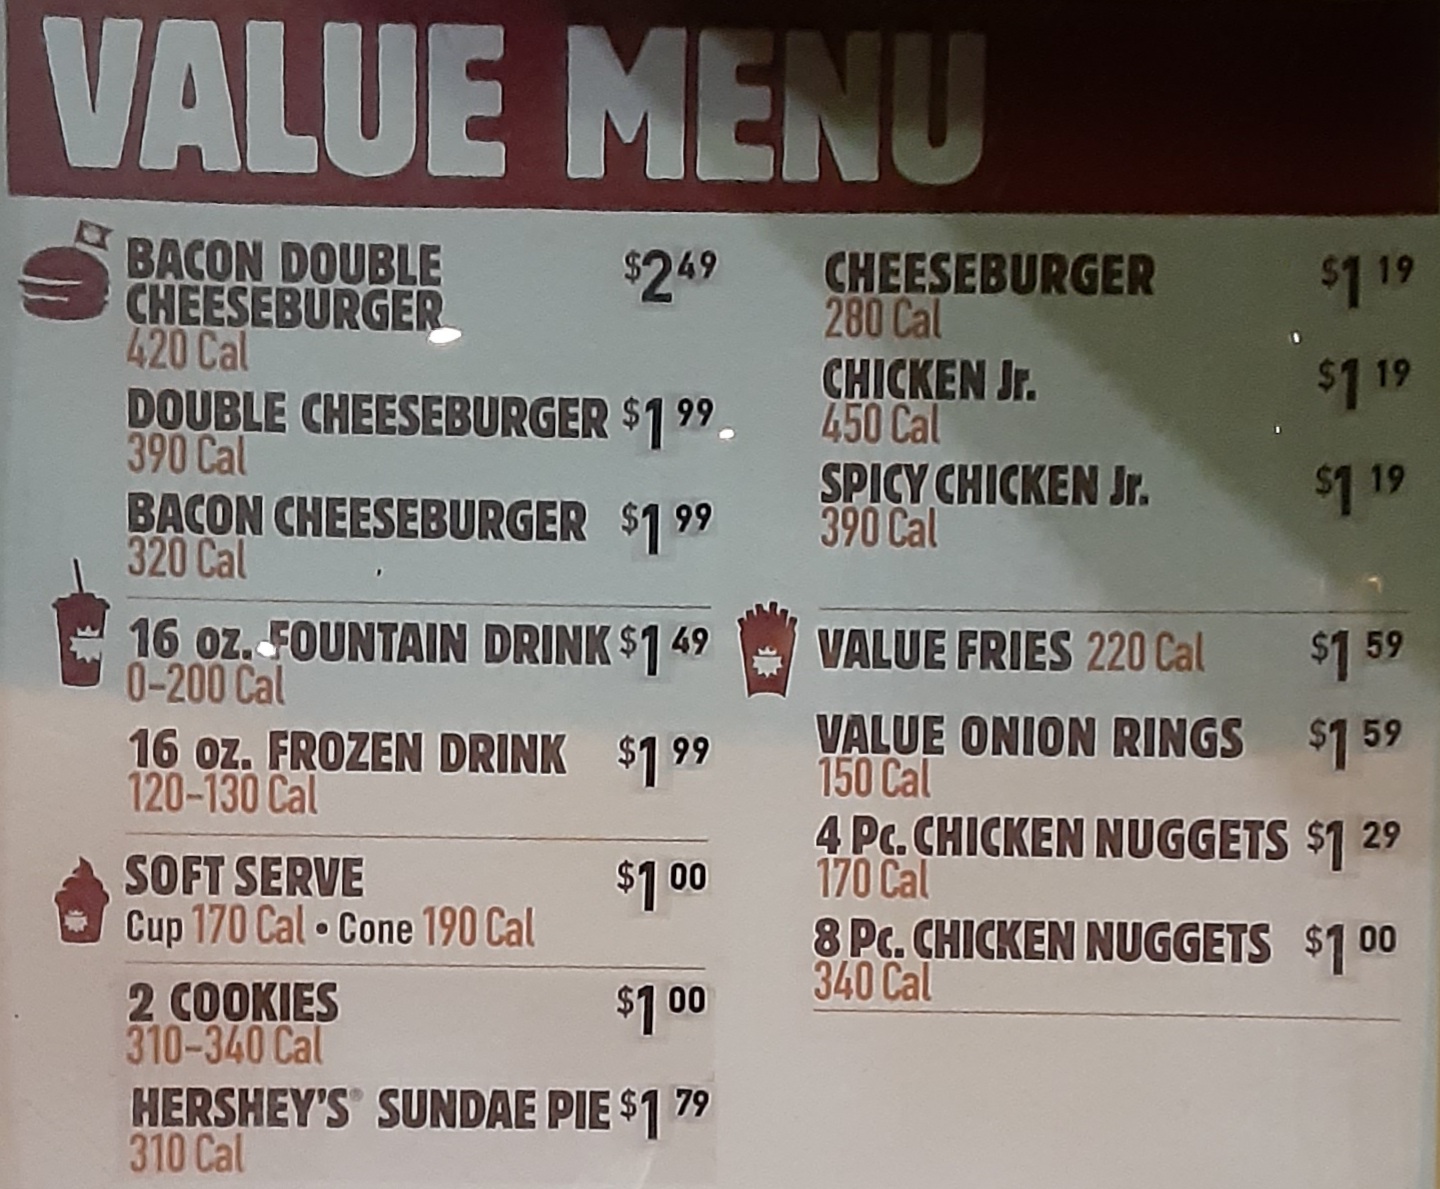 VALUE MENU
BACON DOUBLE $2 49
CHEESEBURGER
420 Cal
DOUBLE CHEESEBURGER $1 99
390 Cal
BACON CHEESEBURGER $1 99
320 Cal
16 oz. FOUNTAIN DRINK $1 49
0-200 Cal
16 oz. FROZEN DRINK $1 99
120-130 Cal
SOFT SERVE $1 00
Cup 170 Cal • Cone 190 Cal
2 COOKIES $1 00
310-340 Cal
HERSHEY'S® SUNDAE PIE $1 79
310 Cal
CHEESEBURGER $1 19
280 Cal
CHICKEN Jr. $1 19
450 Cal
SPICY CHICKEN Jr. $1 19
390 Cal
VALUE FRIES 220 Cal $1 59
VALUE ONION RINGS $1 59
150 Cal
4 Pc. CHICKEN NUGGETS $1 29
170 Cal
8 Pc. CHICKEN NUGGETS $1 00
340 Cal